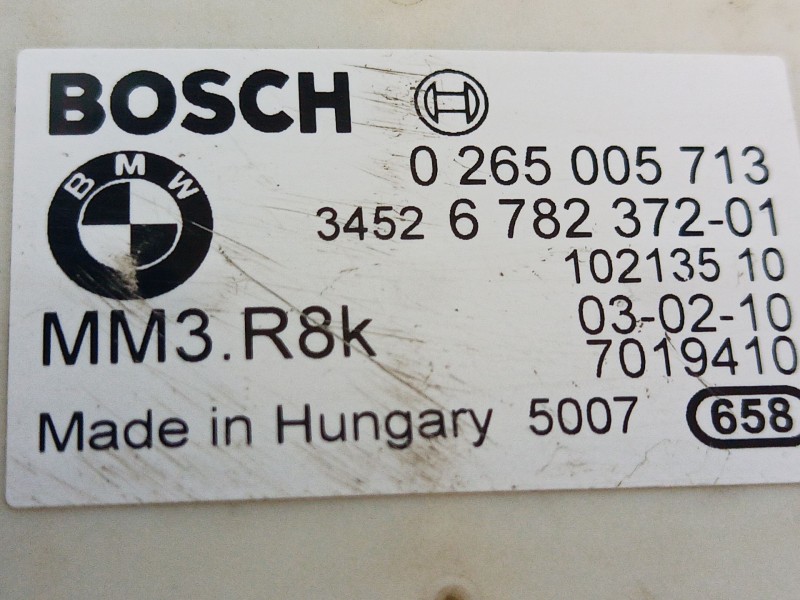 BOSCH
BMW
0 265 005 713
3452 6 782 372-01
102135 10
03-02-10
MM3.R8k
7019410
Made in Hungary 5007 658